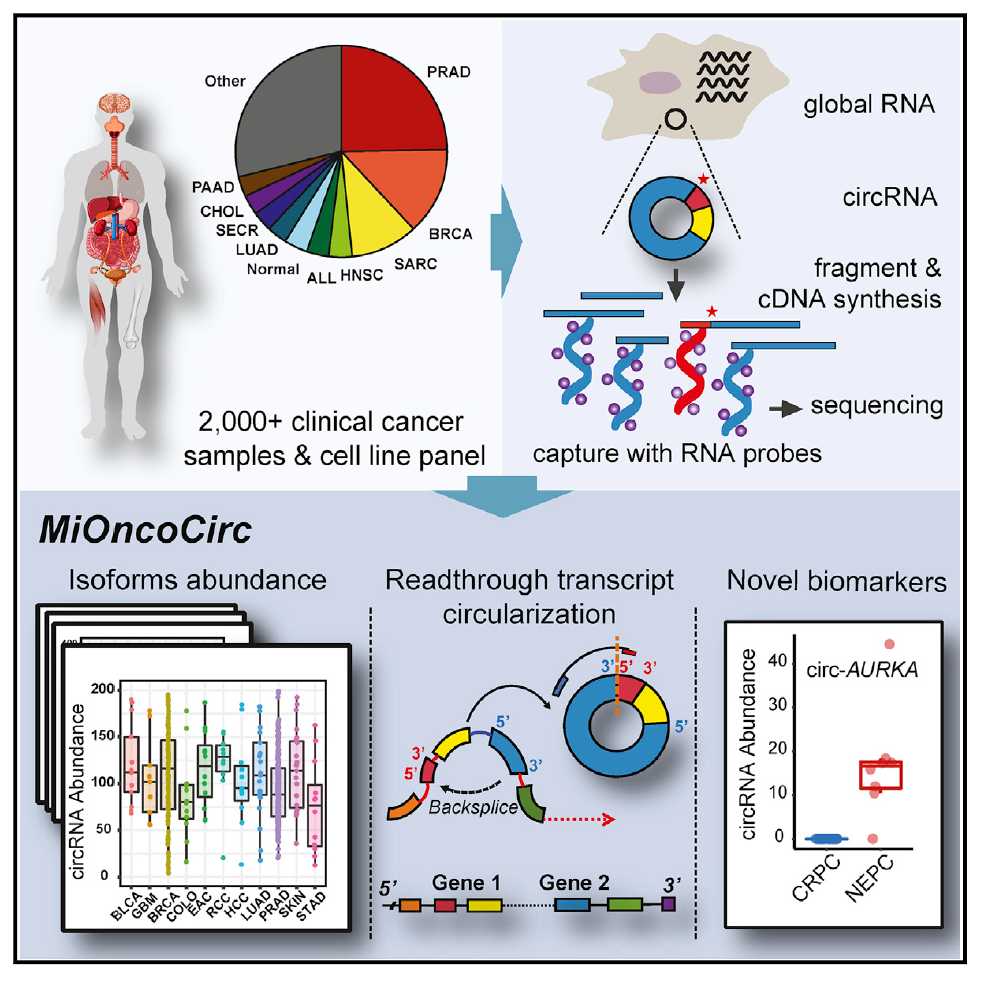 Other
PRAD
PAAD
CHOL
SECR
LUAD
Normal
ALL
HNSC
SARC
BRCA
2,000+ clinical cancer
samples & cell line panel
global RNA
circRNA
fragment &
cDNA synthesis
sequencing
capture with RNA probes
MiOncoCirc
Isoforms abundance
circRNA Abundance
200
150
100
50
0
BLCA
GBM
BRCA
COLO
EAC
RCC
HCC
LUAD
PRAD
SKIN
STAD
Readthrough transcript
circularization
3’ 5’ 3’
5’
5’
3’
3’
5’
Backsplice
5’ Gene 1 Gene 2 3’
Novel biomarkers
circ-AURKA
circRNA Abundance
40
20
10
0
CRPC
NEPC